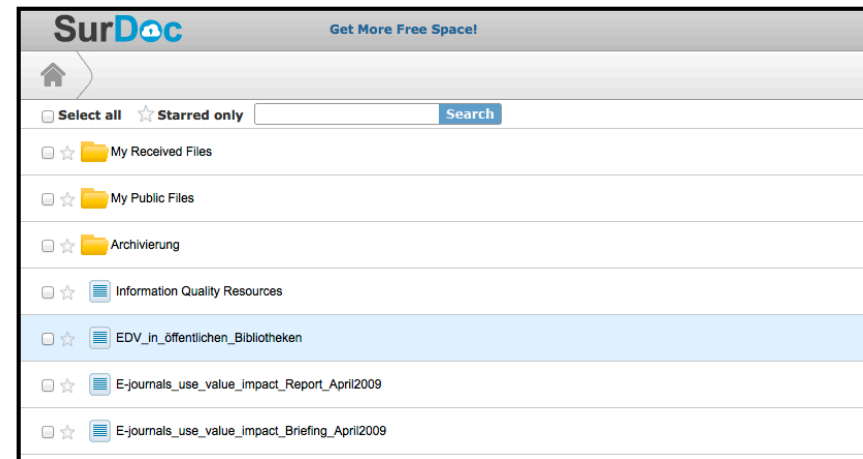 SurDoc Get More Free Space!
Select all Starred only Search
My Received Files
My Public Files
Archivierung
Information Quality Resources
EDV_in_öffentlichen_Bibliotheken
E-journals_use_value_impact_Report_April2009
E-journals_use_value_impact_Briefing_April2009